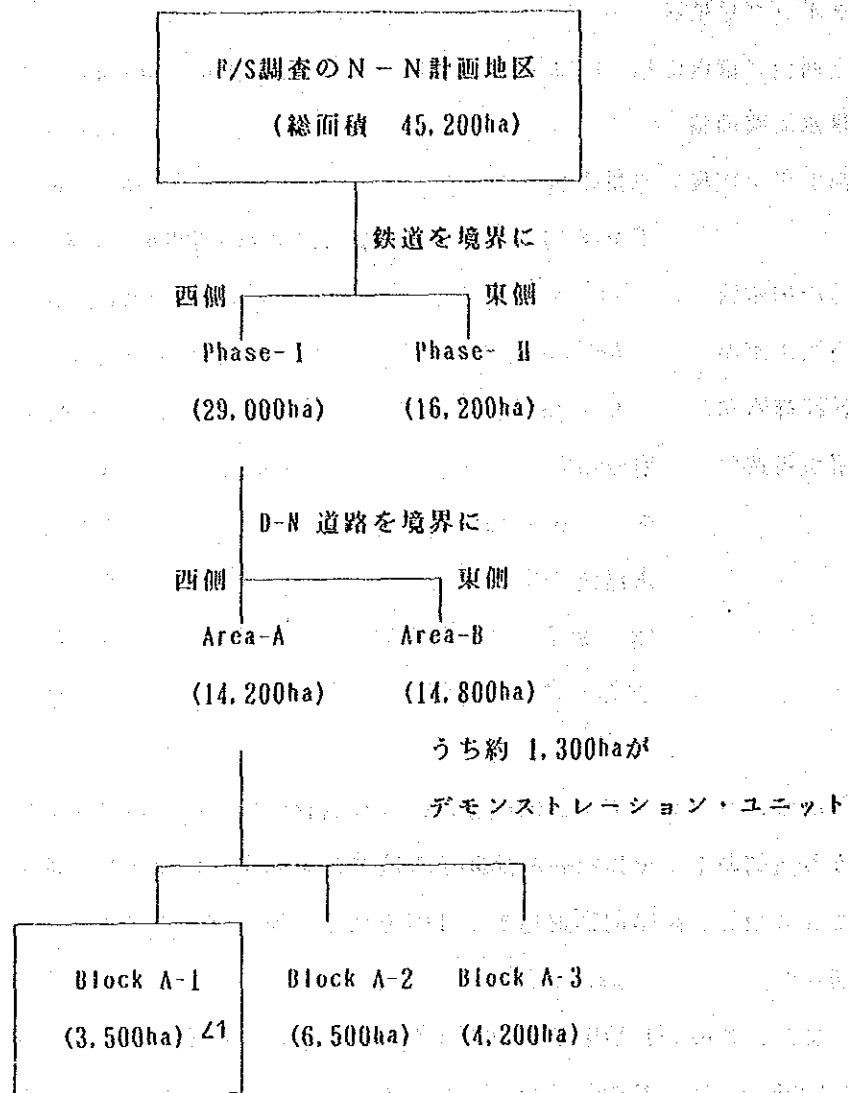 F/S調査のN－N計画地区
(総面積 45,200ha)
鉄道を境界に
西側 東側
Phase-I Phase-II
(29,000ha) (16,200ha)
D-N 道路を境界に
西側 東側
Area-A Area-B
(14,200ha) (14,800ha)
うち約 1,300haが
デモンストレーション・ユニット
Block A-1 Block A-2 Block A-3
(3,500ha) ∠1 (6,500ha) (4,200ha)